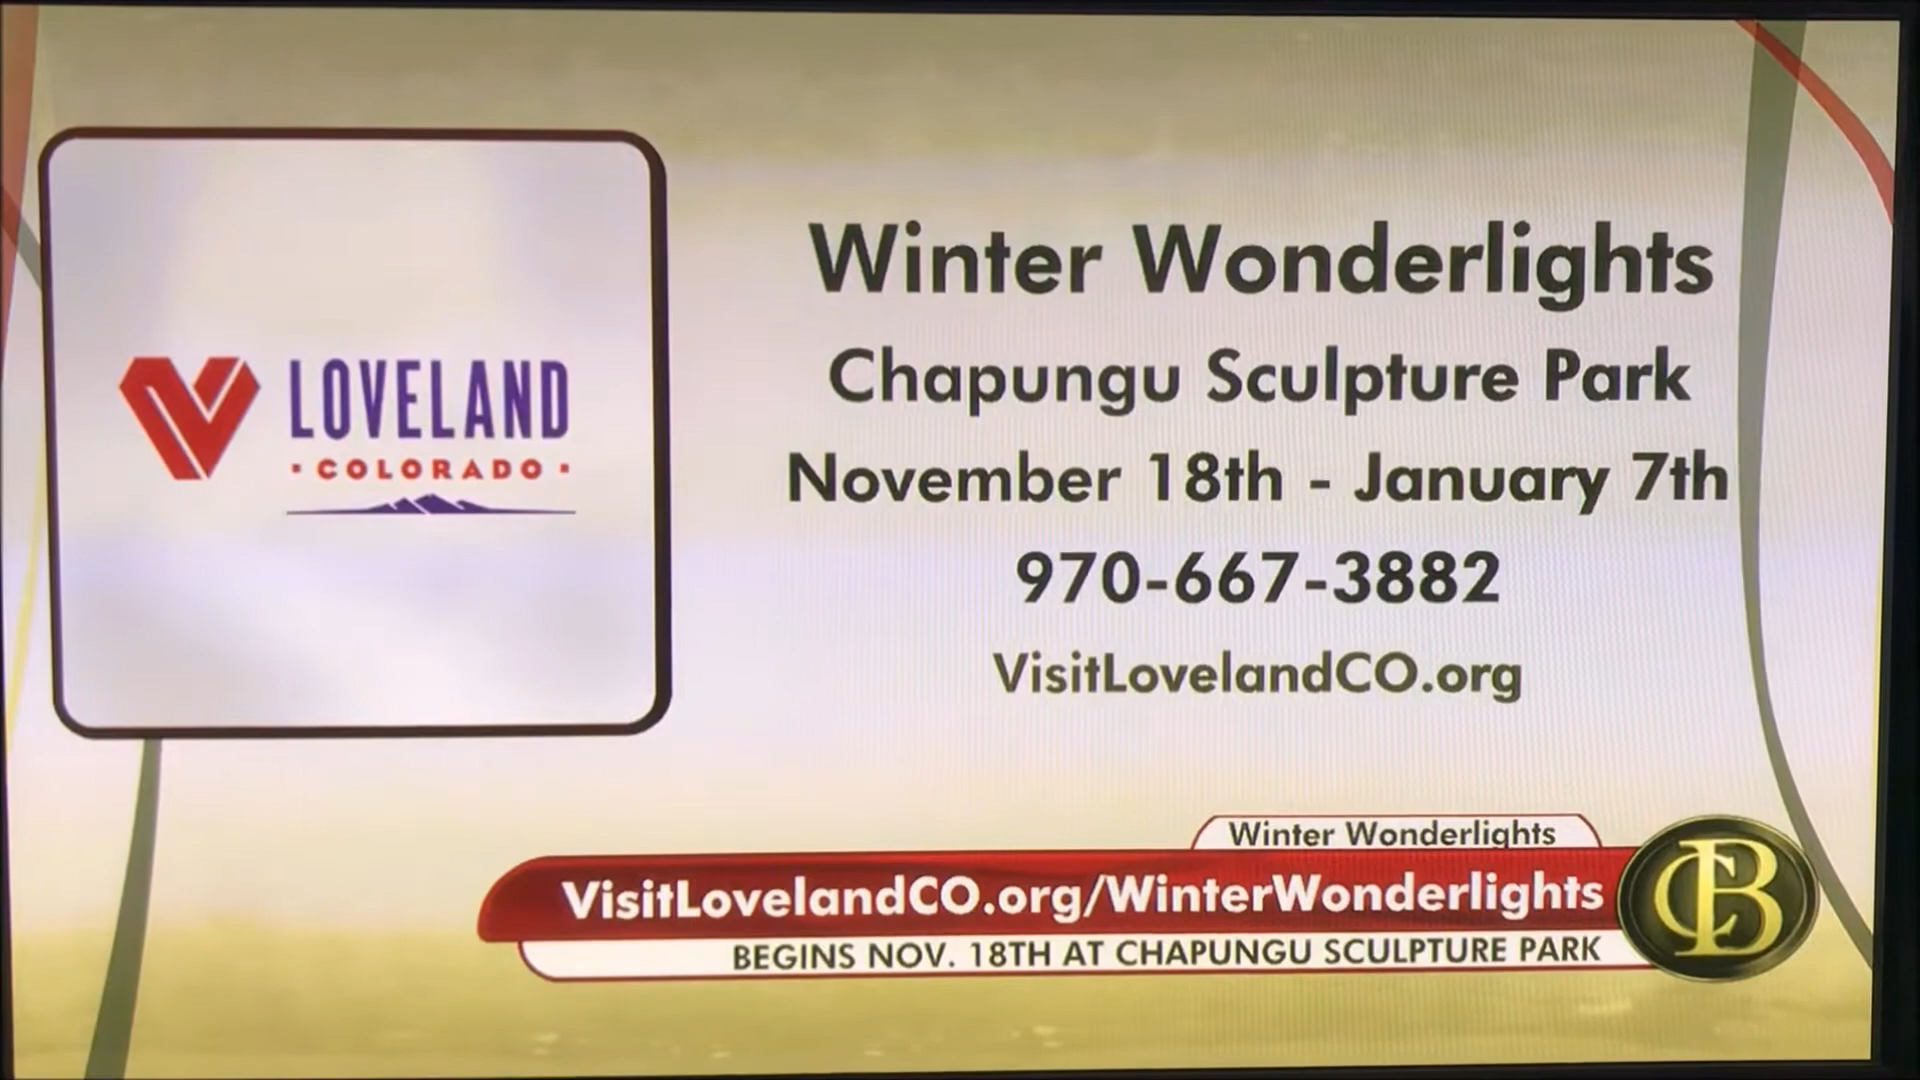 LOVELAND
• COLORADO •
Winter Wonderlights
Chapungu Sculpture Park
November 18th - January 7th
970-667-3882
VisitLovelandCO.org
Winter Wonderlights
VisitLovelandCO.org/WinterWonderlights
BEGINS NOV. 18TH AT CHAPUNGU SCULPTURE PARK
CB